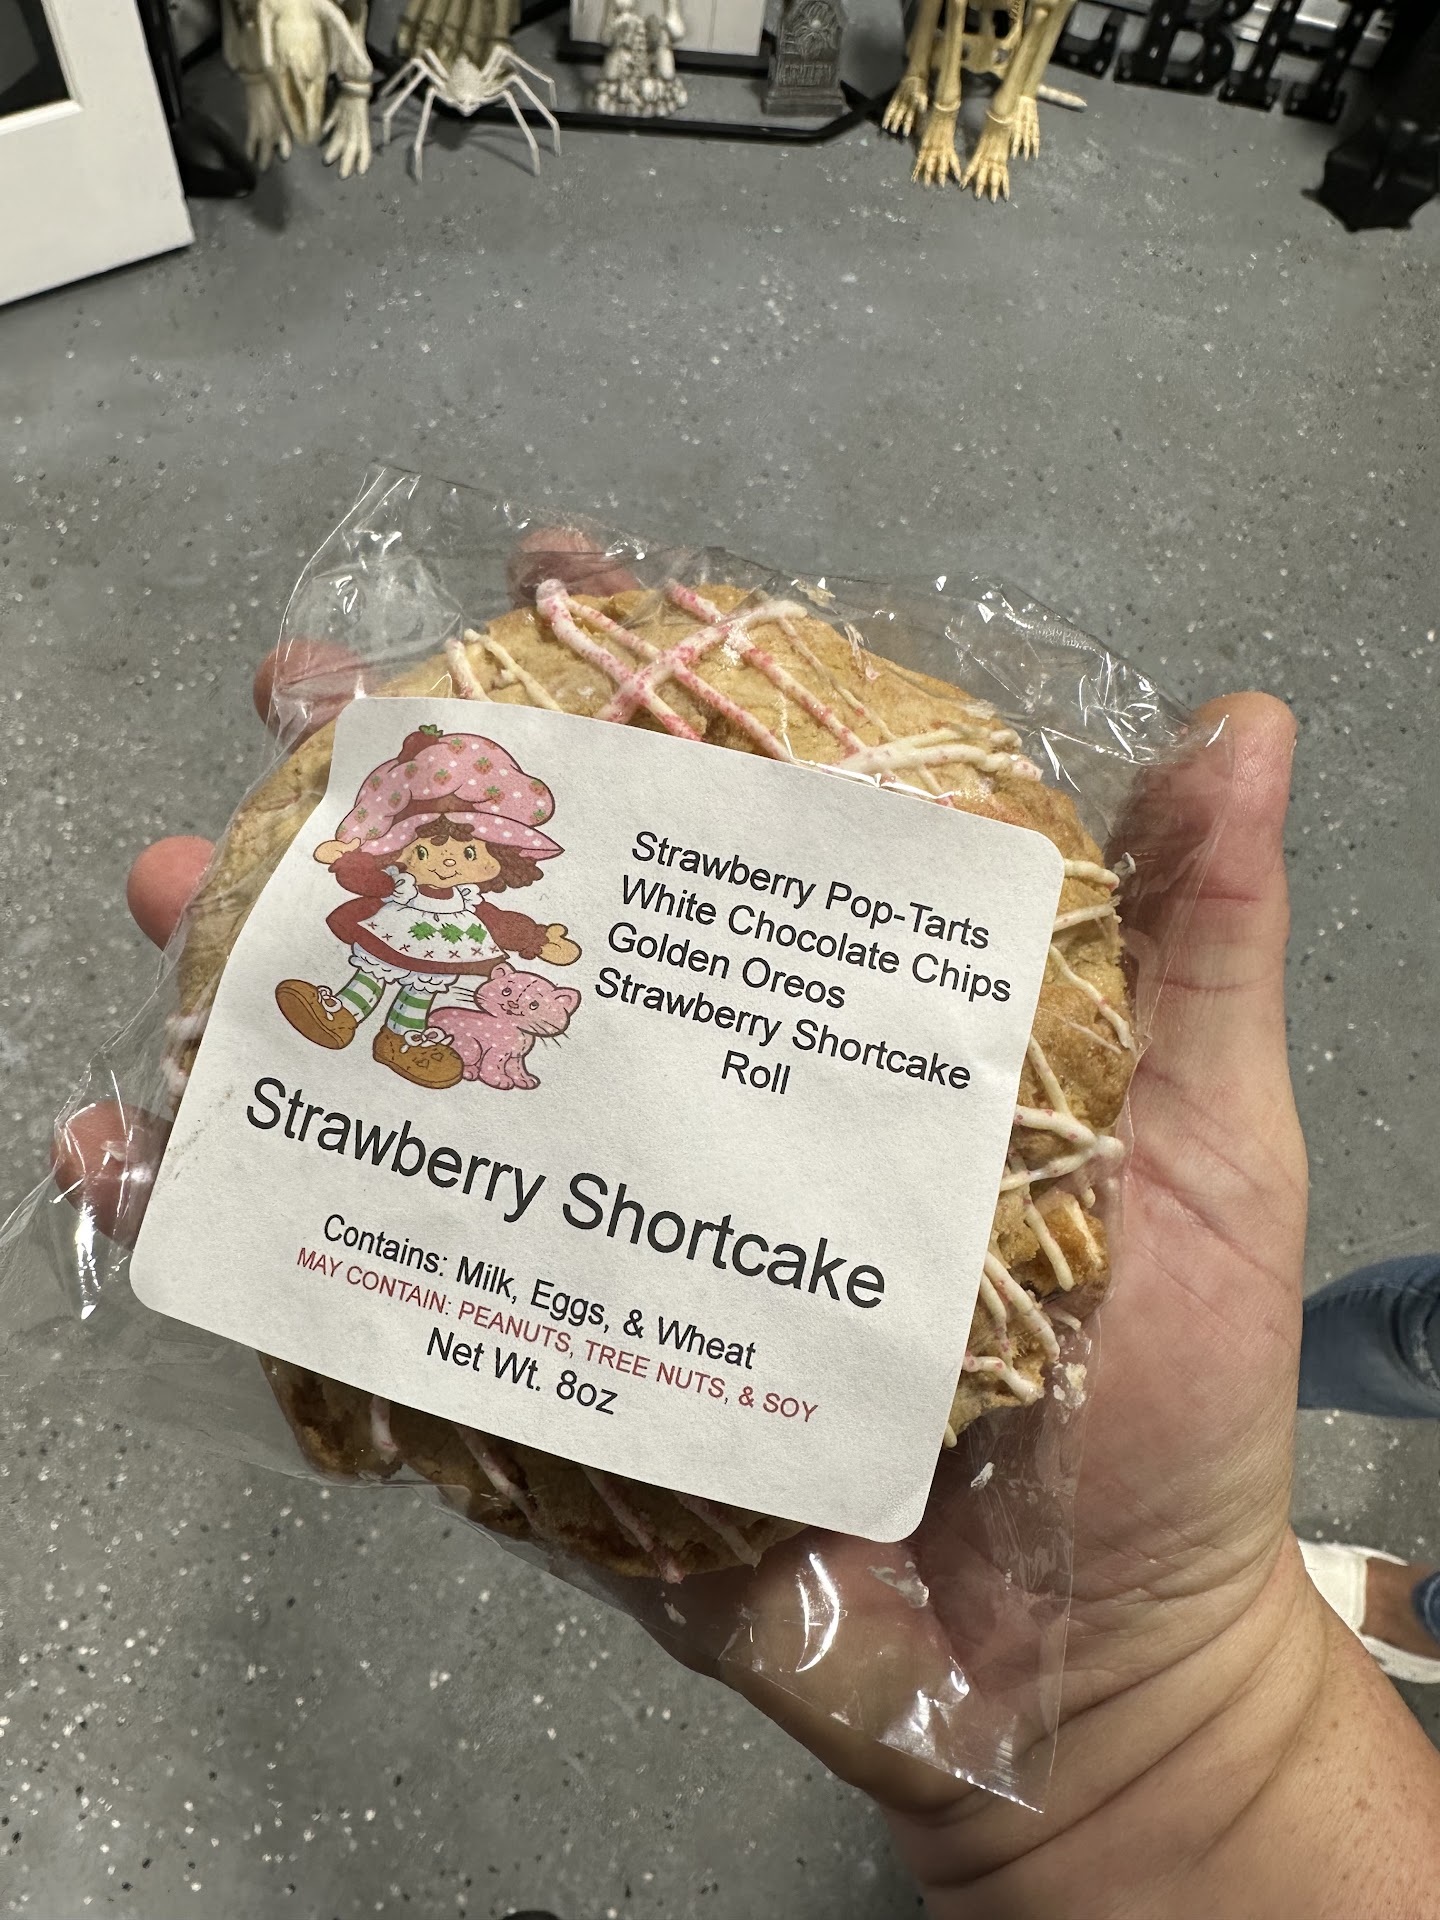 Strawberry Pop-Tarts
White Chocolate Chips
Golden Oreos
Strawberry Shortcake
Roll
Strawberry Shortcake
Contains: Milk, Eggs, & Wheat
MAY CONTAIN: PEANUTS, TREE NUTS, & SOY
Net Wt. 8oz